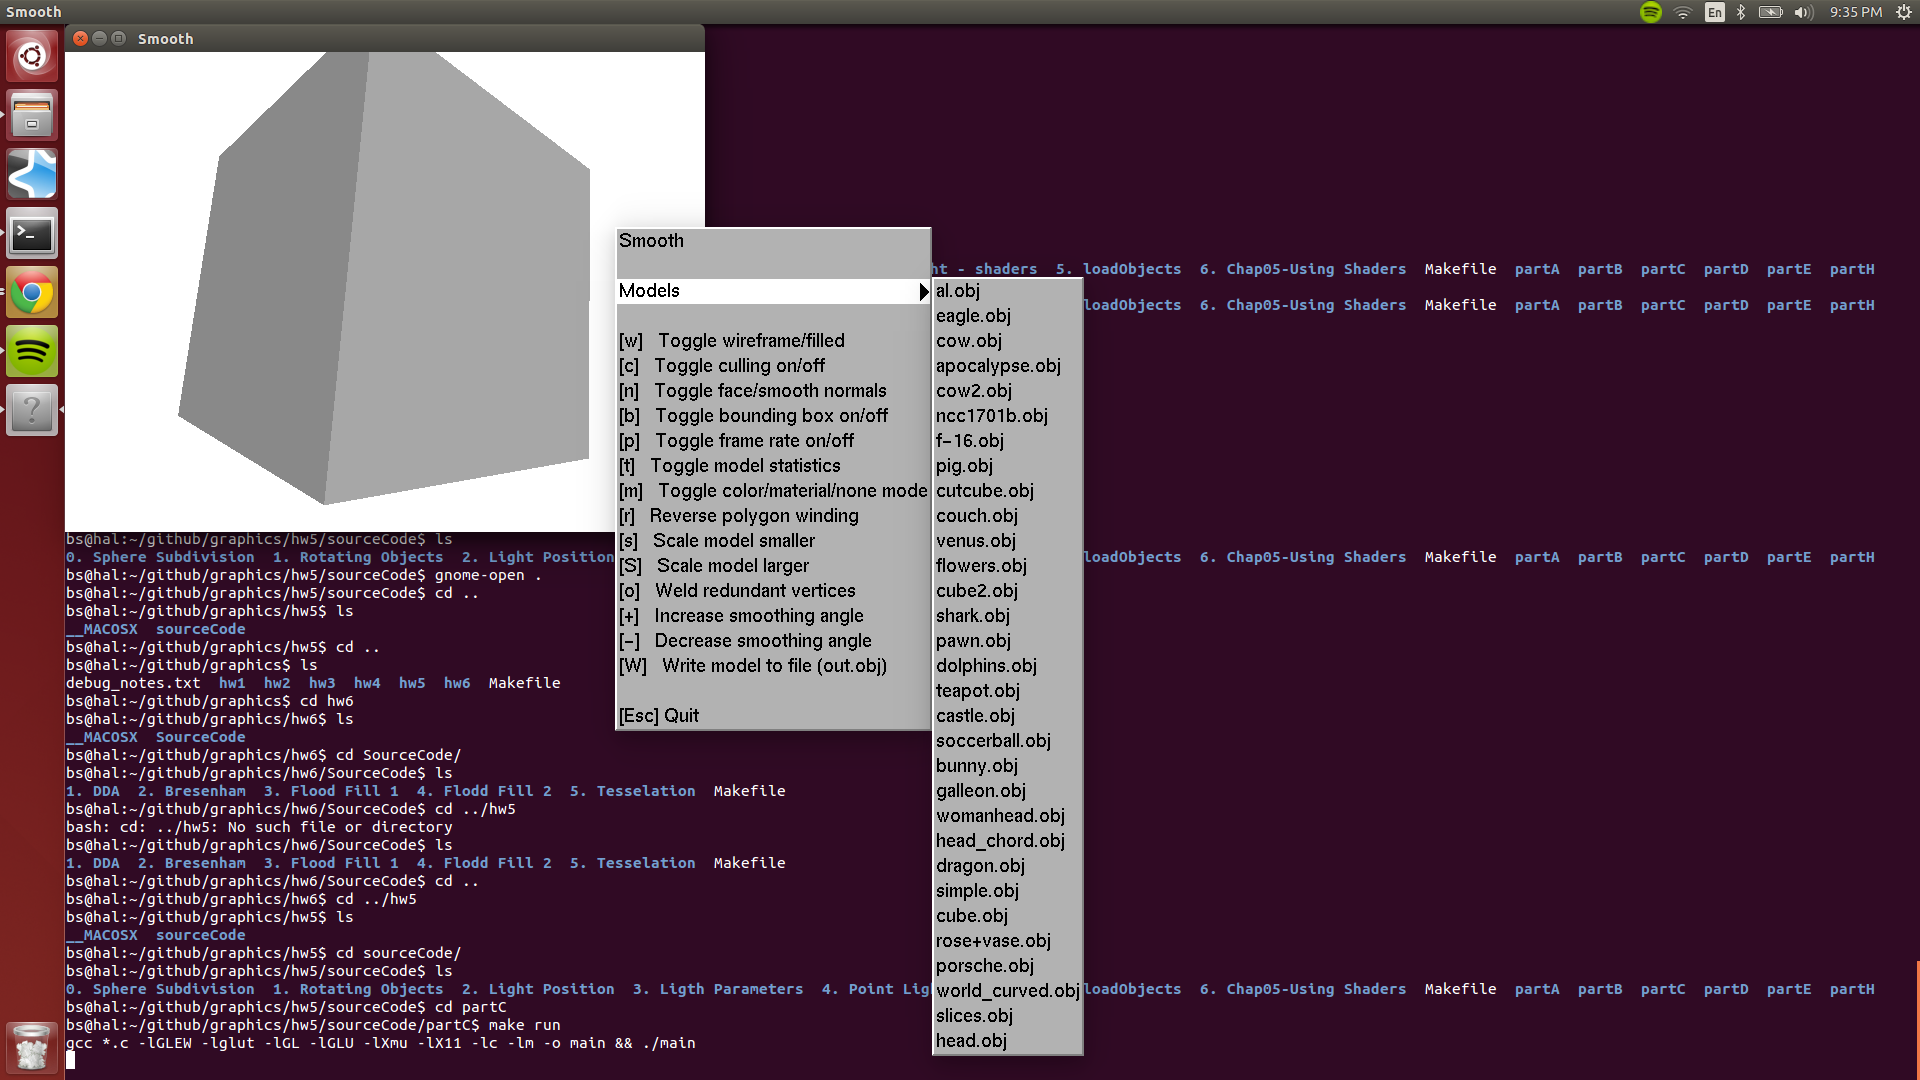 Smooth
En
9:35 PM
Smooth
ht - shaders  5. loadObjects  6. Chap05-Using Shaders  Makefile  partA  partB  partC  partD  partE  partH
loadObjects  6. Chap05-Using Shaders  Makefile  partA  partB  partC  partD  partE  partH
Smooth
Models
[w] Toggle wireframe/filled
[c] Toggle culling on/off
[n] Toggle face/smooth normals
[b] Toggle bounding box on/off
[p] Toggle frame rate on/off
[t] Toggle model statistics
[m] Toggle color/material/none mode
[r] Reverse polygon winding
[s] Scale model smaller
[S] Scale model larger
[o] Weld redundant vertices
[+] Increase smoothing angle
[-] Decrease smoothing angle
[W] Write model to file (out.obj)
[Esc] Quit
al.obj
eagle.obj
cow.obj
apocalypse.obj
cow2.obj
ncc1701b.obj
f-16.obj
pig.obj
cutcube.obj
couch.obj
venus.obj
flowers.obj
cube2.obj
shark.obj
pawn.obj
dolphins.obj
teapot.obj
castle.obj
soccerball.obj
bunny.obj
galleon.obj
womanhead.obj
head_chord.obj
dragon.obj
simple.obj
cube.obj
rose+vase.obj
porsche.obj
world_curved.obj
slices.obj
head.obj
bs@hal:~/github/graphics/hw5/sourceCode$ ls
0. Sphere Subdivision  1. Rotating Objects  2. Light Position loadObjects  6. Chap05-Using Shaders  Makefile  partA  partB  partC  partD  partE  partH
bs@hal:~/github/graphics/hw5/sourceCode$ gnome-open .
bs@hal:~/github/graphics/hw5/sourceCode$ cd ..
bs@hal:~/github/graphics/hw5$ ls
__MACOSX  sourceCode
bs@hal:~/github/graphics/hw5$ cd ..
bs@hal:~/github/graphics$ ls
debug_notes.txt  hw1  hw2  hw3  hw4  hw5  hw6  Makefile
bs@hal:~/github/graphics$ cd hw6
bs@hal:~/github/graphics/hw6$ ls
__MACOSX  SourceCode
bs@hal:~/github/graphics/hw6$ cd SourceCode/
bs@hal:~/github/graphics/hw6/SourceCode$ ls
1. DDA  2. Bresenham  3. Flood Fill 1  4. Flodd Fill 2  5. Tesselation  Makefile
bs@hal:~/github/graphics/hw6/SourceCode$ cd ../hw5
bash: cd: ../hw5: No such file or directory
bs@hal:~/github/graphics/hw6/SourceCode$ ls
1. DDA  2. Bresenham  3. Flood Fill 1  4. Flodd Fill 2  5. Tesselation  Makefile
bs@hal:~/github/graphics/hw6/SourceCode$ cd ..
bs@hal:~/github/graphics/hw6$ cd ../hw5
bs@hal:~/github/graphics/hw5$ ls
__MACOSX  sourceCode
bs@hal:~/github/graphics/hw5$ cd sourceCode/
bs@hal:~/github/graphics/hw5/sourceCode$ ls
0. Sphere Subdivision  1. Rotating Objects  2. Light Position  3. Ligth Parameters  4. Point Lig loadObjects  6. Chap05-Using Shaders  Makefile  partA  partB  partC  partD  partE  partH
bs@hal:~/github/graphics/hw5/sourceCode$ cd partC
bs@hal:~/github/graphics/hw5/sourceCode/partC$ make run
gcc *.c -lGLEW -lglut -lGL -lGLU -lXmu -lX11 -lc -lm -o main && ./main